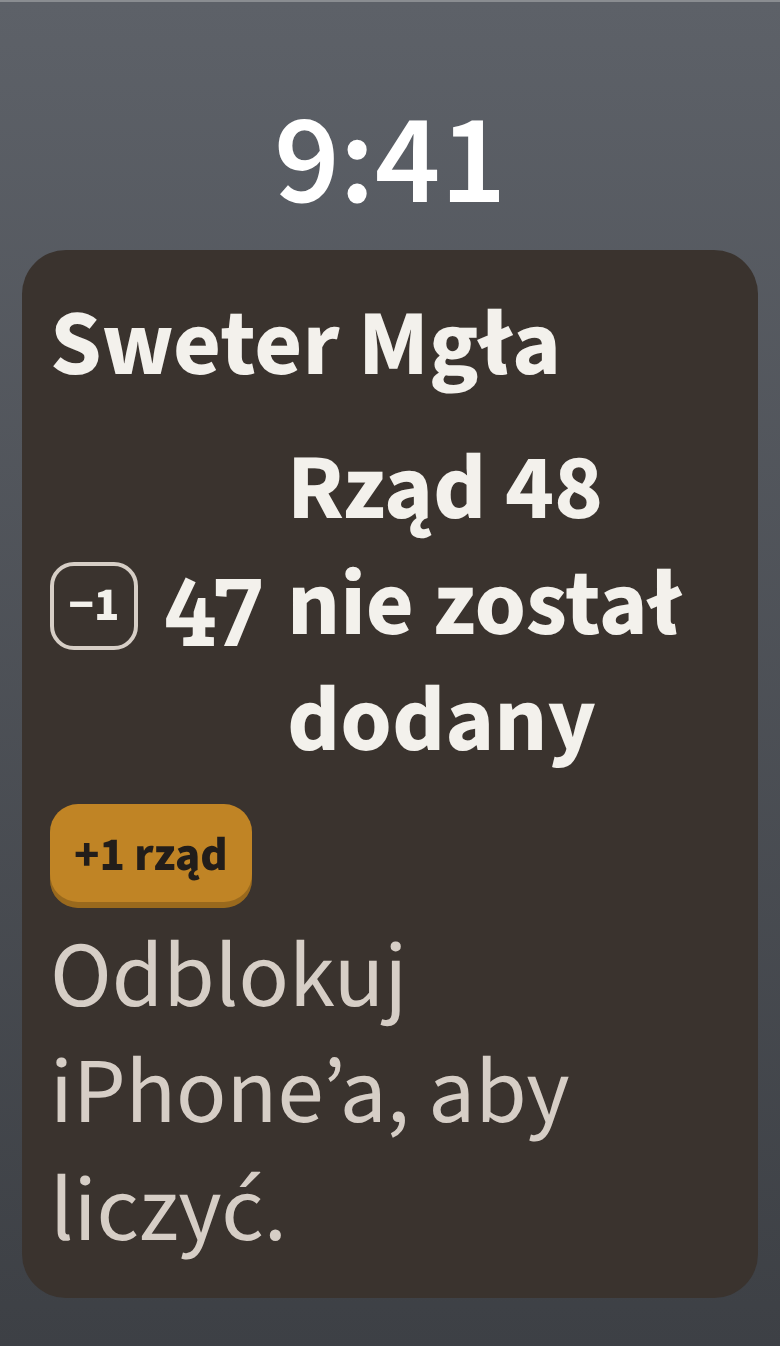 9:41
Sweter Mgła
Rząd 48
−1 47 nie został
dodany
+1 rząd
Odblokuj
iPhone’a, aby
liczyć.